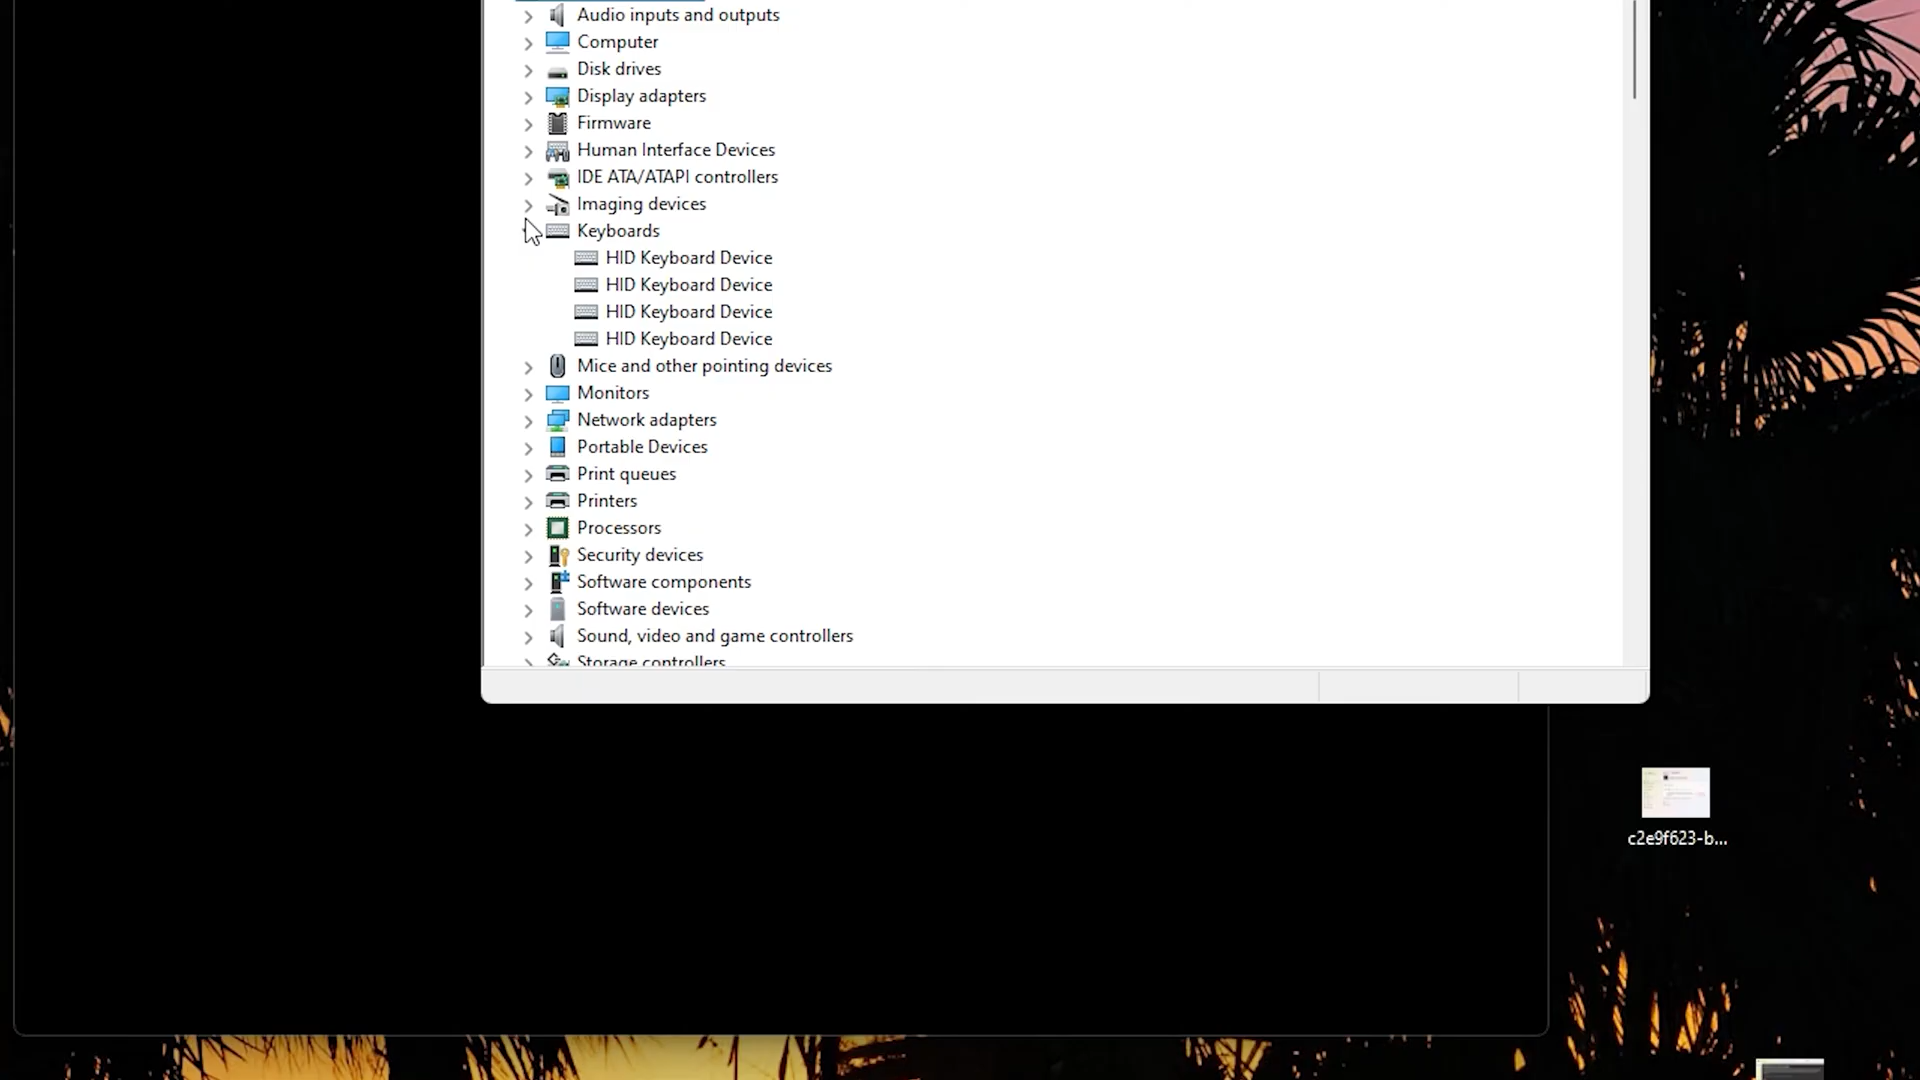 Audio inputs and outputs
Computer
Disk drives
Display adapters
Firmware
Human Interface Devices
IDE ATA/ATAPI controllers
Imaging devices
Keyboards
HID Keyboard Device
HID Keyboard Device
HID Keyboard Device
HID Keyboard Device
Mice and other pointing devices
Monitors
Network adapters
Portable Devices
Print queues
Printers
Processors
Security devices
Software components
Software devices
Sound, video and game controllers
Storage controllers
c2e9f623-b...